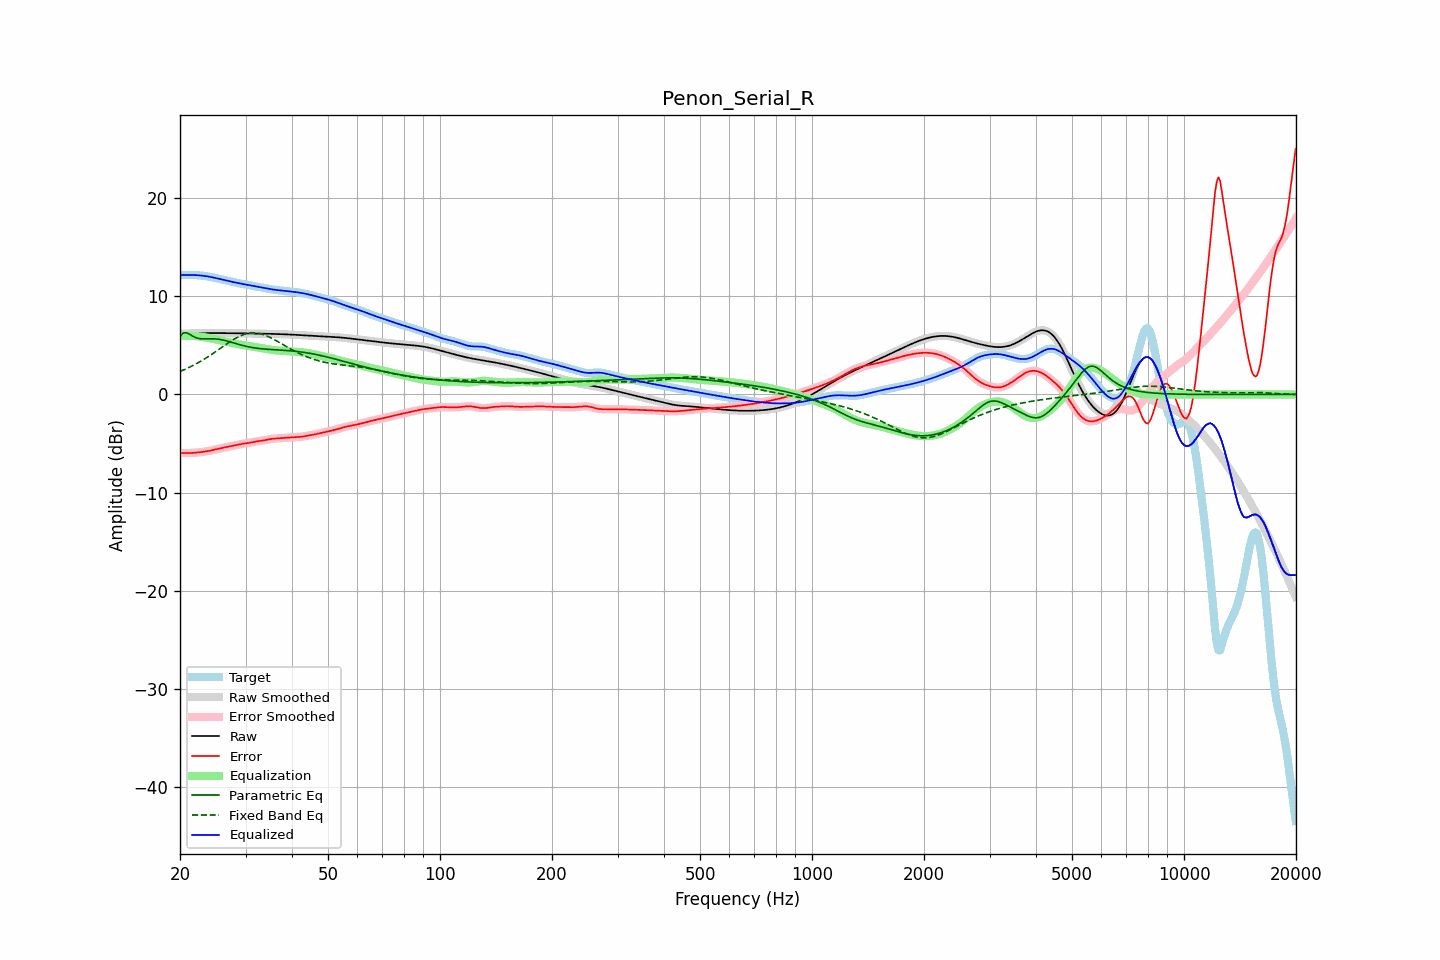 Penon_Serial_R
Amplitude (dBr)
20
10
0
−10
−20
−30
−40
Target
Raw Smoothed
Error Smoothed
Raw
Error
Equalization
Parametric Eq
Fixed Band Eq
Equalized
20 50 100 200 500 1000 2000 5000 10000 20000
Frequency (Hz)